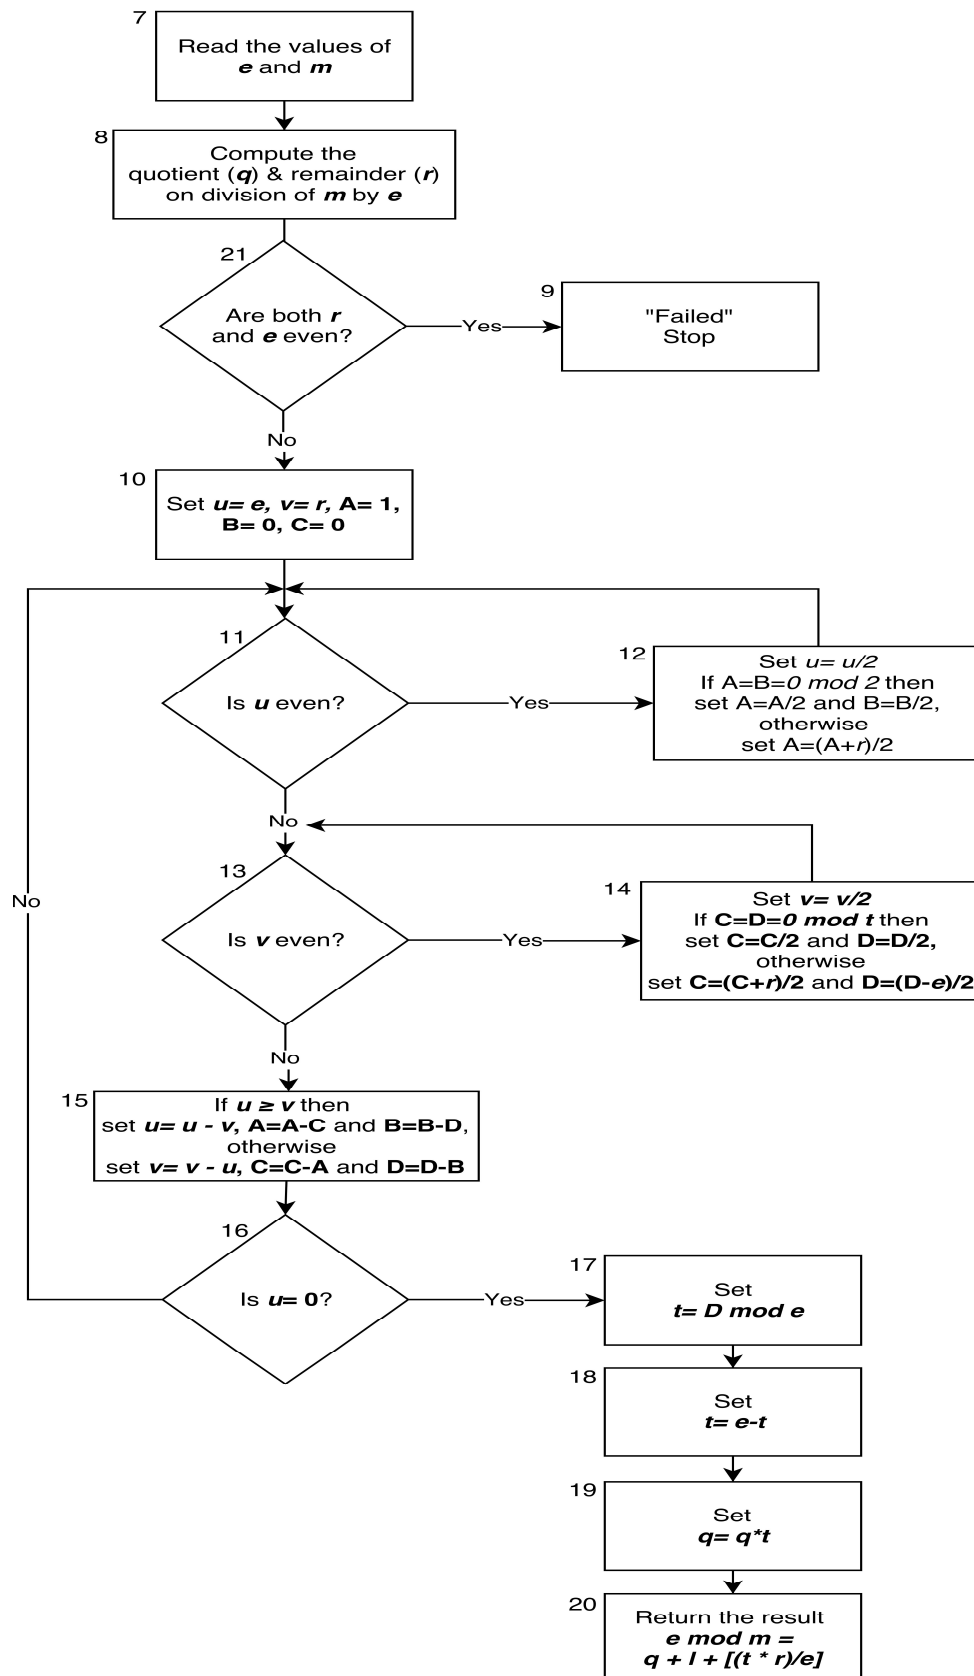 7
Read the values of
e and m
8
Compute the
quotient (q) & remainder (r)
on division of m by e
21
Are both r
and e even?
Yes
9
"Failed"
Stop
No
10
Set u= e, v= r, A= 1,
B= 0, C= 0
11
Is u even?
Yes
12
Set u= u/2
If A=B=0 mod 2 then
set A=A/2 and B=B/2,
otherwise
set A=(A+r)/2
No
13
Is v even?
Yes
14
Set v= v/2
If C=D=0 mod t then
set C=C/2 and D=D/2,
otherwise
set C=(C+r)/2 and D=(D-e)/2
No
No
15
If u ≥ v then
set u= u - v, A=A-C and B=B-D,
otherwise
set v= v - u, C=C-A and D=D-B
16
Is u= 0?
Yes
17
Set
t= D mod e
18
Set
t= e-t
19
Set
q= q*t
20
Return the result
e mod m =
q + l + [(t * r)/e]